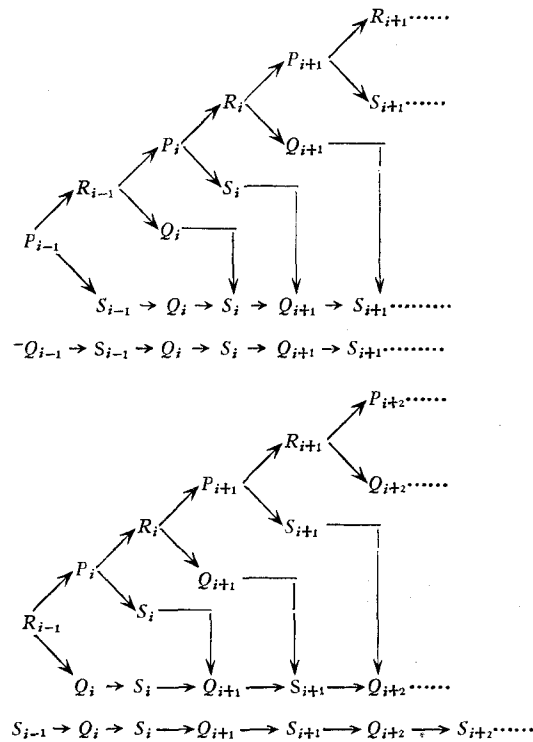 R_{i+1}······
P_{i+1}
R_i S_{i+1}······
P_i Q_{i+1}
R_{i-1} S_i
P_{i-1} Q_i
S_{i-1} → Q_i → S_i → Q_{i+1} → S_{i+1}·········
-Q_{i-1} → S_{i-1} → Q_i → S_i → Q_{i+1} → S_{i+1}·········
P_{i+2}······
R_{i+1}
P_{i+1} Q_{i+2}······
R_i S_{i+1}
P_i Q_{i+1}
R_{i-1} S_i
Q_i → S_i → Q_{i+1} → S_{i+1} → Q_{i+2}······
S_{i-1} → Q_i → S_i → Q_{i+1} → S_{i+1} → Q_{i+2} → S_{i+2}······